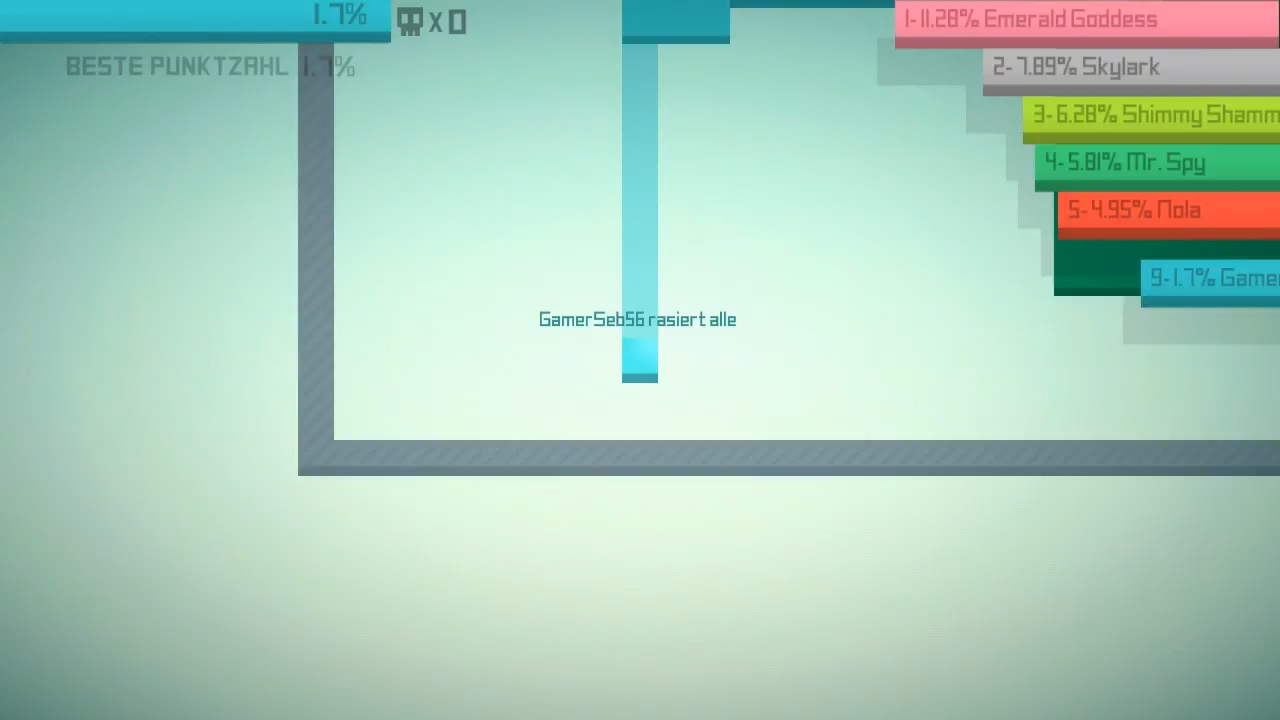 1.7%
x 0
BESTE PUNKTZAHL 1.7%
1- 11.28% Emerald Goddess
2- 7.89% Skylark
3- 6.28% Shimmy Shamm
4- 5.81% Mr. Spy
5- 4.95% Nola
9- 1.7% Game
GamerSeb56 rasiert alle